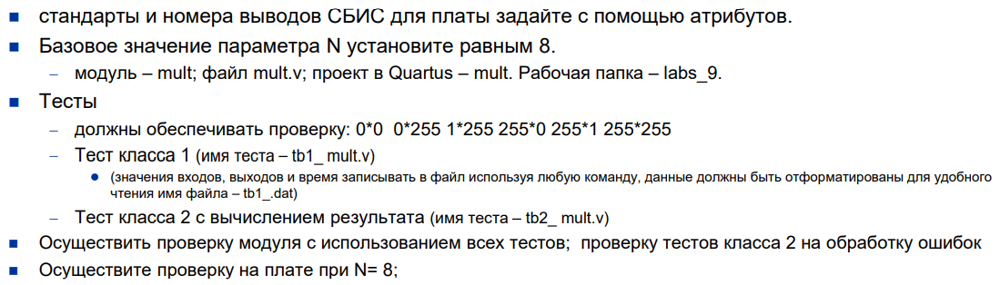 стандарты и номера выводов СБИС для платы задайте с помощью атрибутов.
Базовое значение параметра N установите равным 8.
– модуль – mult; файл mult.v; проект в Quartus – mult. Рабочая папка – labs_9.
Тесты
– должны обеспечивать проверку: 0*0 0*255 1*255 255*0 255*1 255*255
– Тест класса 1 (имя теста – tb1_ mult.v)
(значения входов, выходов и время записывать в файл используя любую команду, данные должны быть отформатированы для удобного
чтения имя файла – tb1_.dat)
– Тест класса 2 с вычислением результата (имя теста – tb2_ mult.v)
Осуществить проверку модуля с использованием всех тестов; проверку тестов класса 2 на обработку ошибок
Осуществите проверку на плате при N= 8;